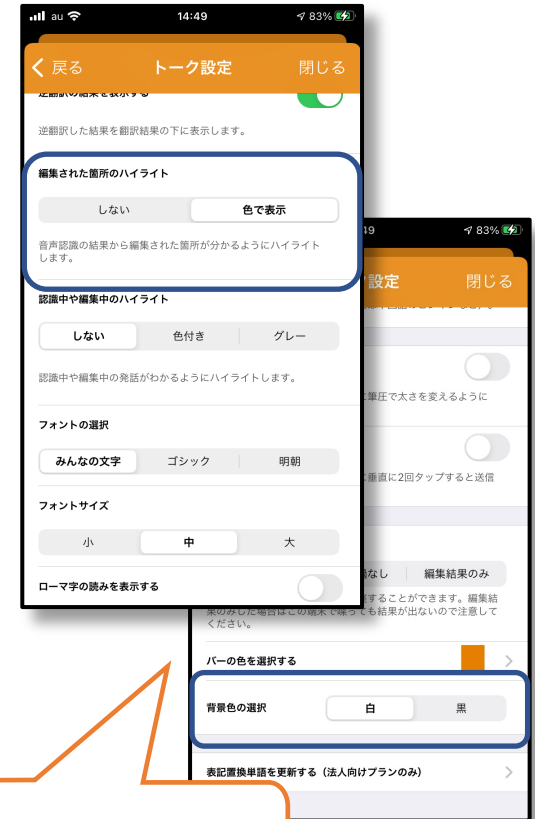 au 14:49 83%
戻る トーク設定 閉じる
逆翻訳の結果を表示する
逆翻訳した結果を翻訳結果の下に表示します。
編集された箇所のハイライト
しない 色で表示
音声認識の結果から編集された箇所が分かるようにハイライト
します。
認識中や編集中のハイライト
しない 色付き グレー
認識中や編集中の発話がわかるようにハイライトします。
フォントの選択
みんなの文字 ゴシック 明朝
フォントサイズ
小 中 大
ローマ字の読みを表示する
49 83%
設定 閉じる
筆圧で太さを変えるように
垂直に2回タップすると送信
なし 編集結果のみ
することができます。編集結
果のみした場合はこの端末で喋っても結果が出ないので注意して
ください。
バーの色を選択する
背景色の選択 白 黒
表記置換単語を更新する（法人向けプランのみ）